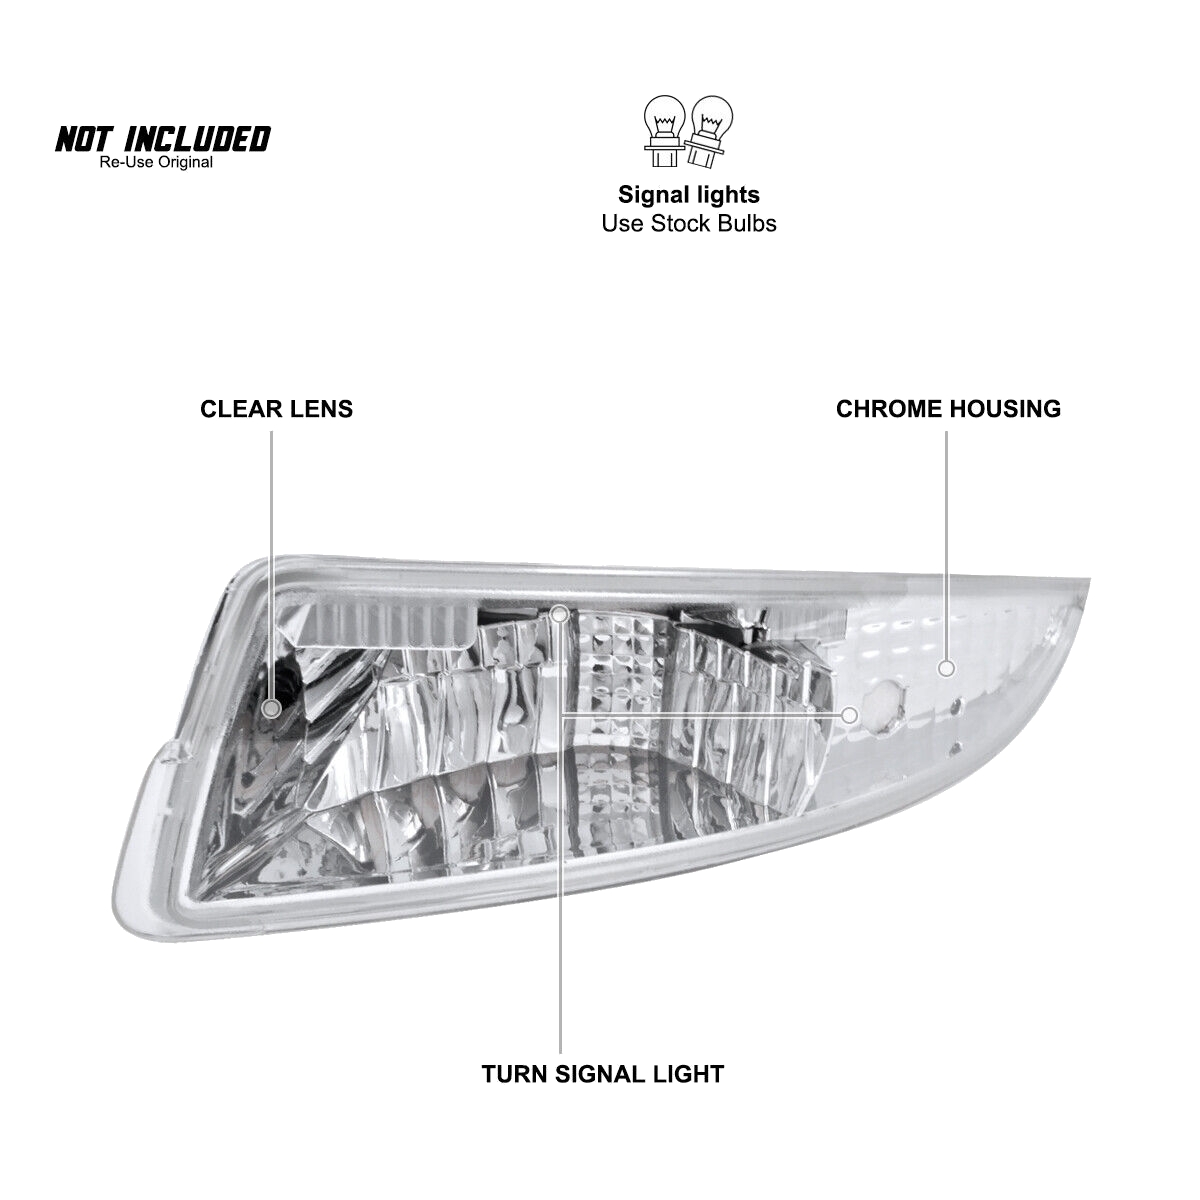 NOT INCLUDED
Re-Use Original
Signal lights
Use Stock Bulbs
CLEAR LENS
CHROME HOUSING
TURN SIGNAL LIGHT